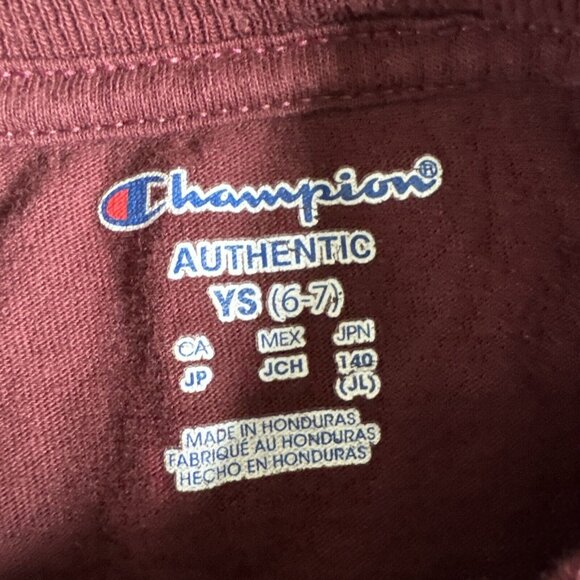 Champion®
AUTHENTIC
YS (6-7)
CA MEX JPN
JP JCH 140
(JL)
MADE IN HONDURAS
FABRIQUÉ AU HONDURAS
HECHO EN HONDURAS